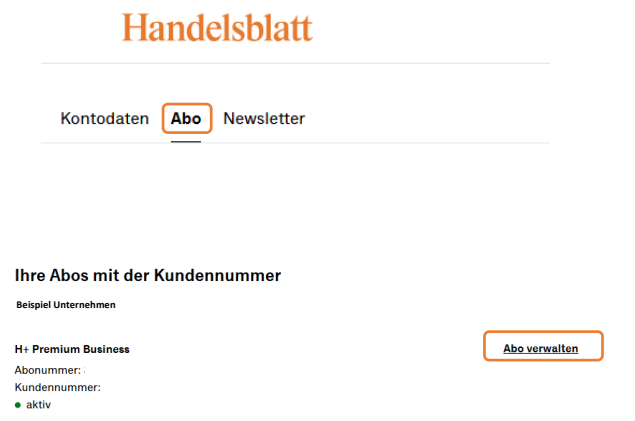 Handelsblatt
Kontodaten Abo Newsletter
Ihre Abos mit der Kundennummer
Beispiel Unternehmen
H+ Premium Business
Abo verwalten
Abonummer:
Kundennummer:
aktiv